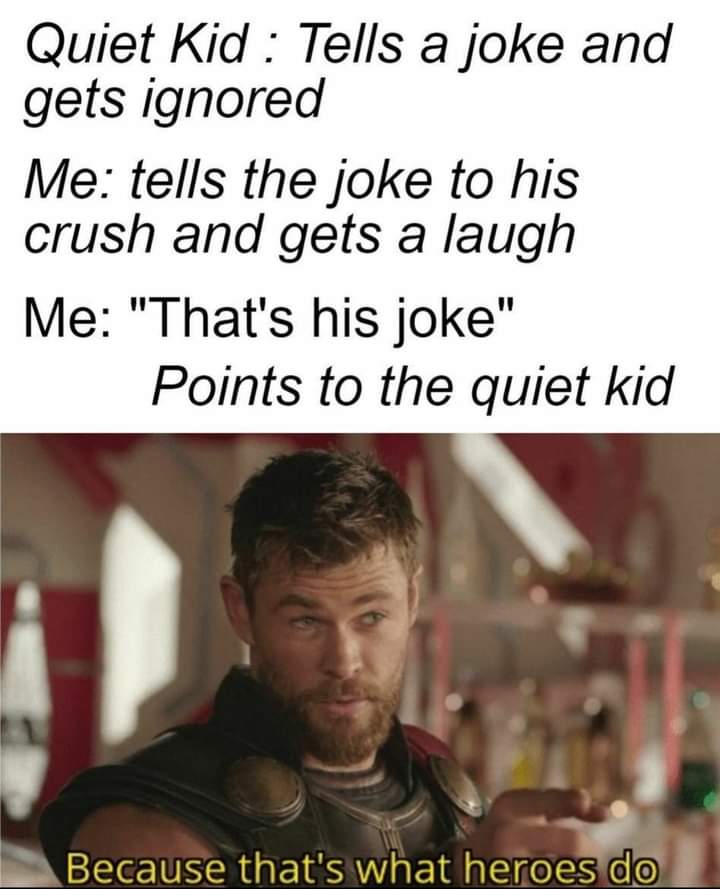 Quiet Kid : Tells a joke and
gets ignored
Me: tells the joke to his
crush and gets a laugh
Me: "That's his joke"
Points to the quiet kid
Because that's what heroes do